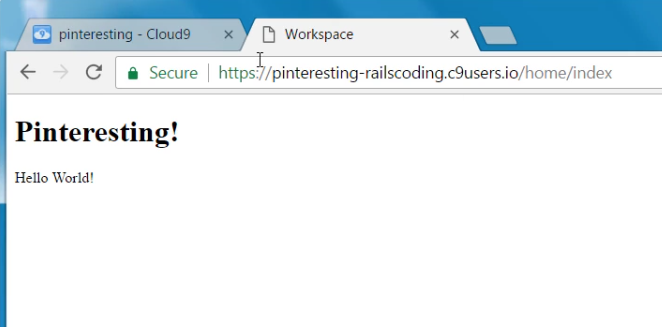 pinteresting - Cloud9
Workspace
Secure
https://pinteresting-railscoding.c9users.io/home/index
Pinteresting!
Hello World!